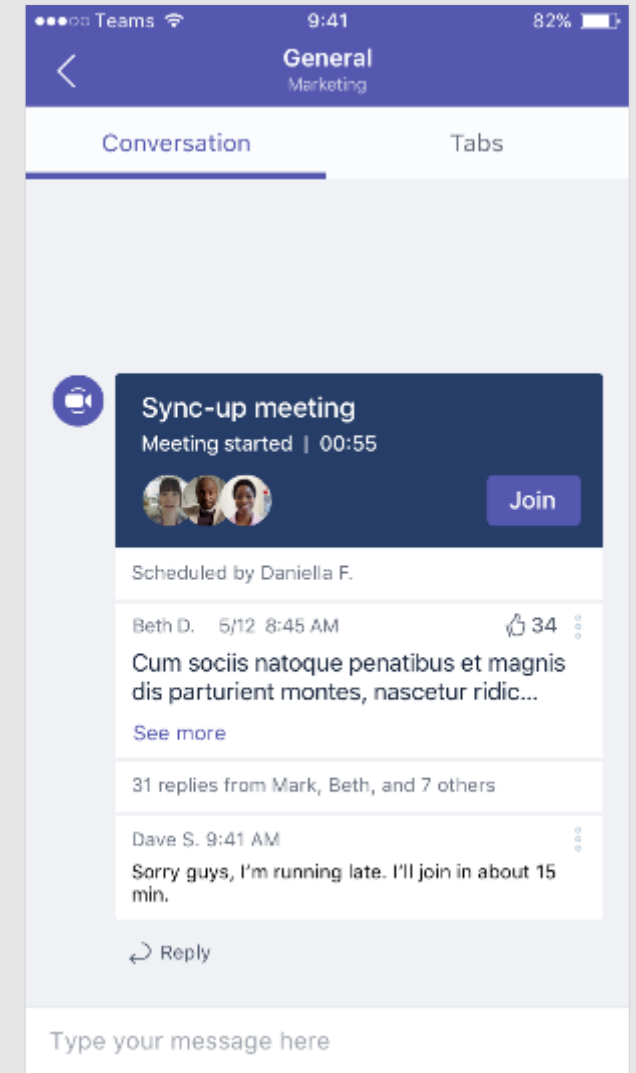 Teams 9:41 82%
General
Marketing
Conversation Tabs
Sync-up meeting
Meeting started | 00:55
Join
Scheduled by Daniella F.
Beth D. 5/12 8:45 AM 34
Cum sociis natoque penatibus et magnis
dis parturient montes, nascetur ridic...
See more
31 replies from Mark, Beth, and 7 others
Dave S. 9:41 AM
Sorry guys, I'm running late. I'll join in about 15
min.
Reply
Type your message here